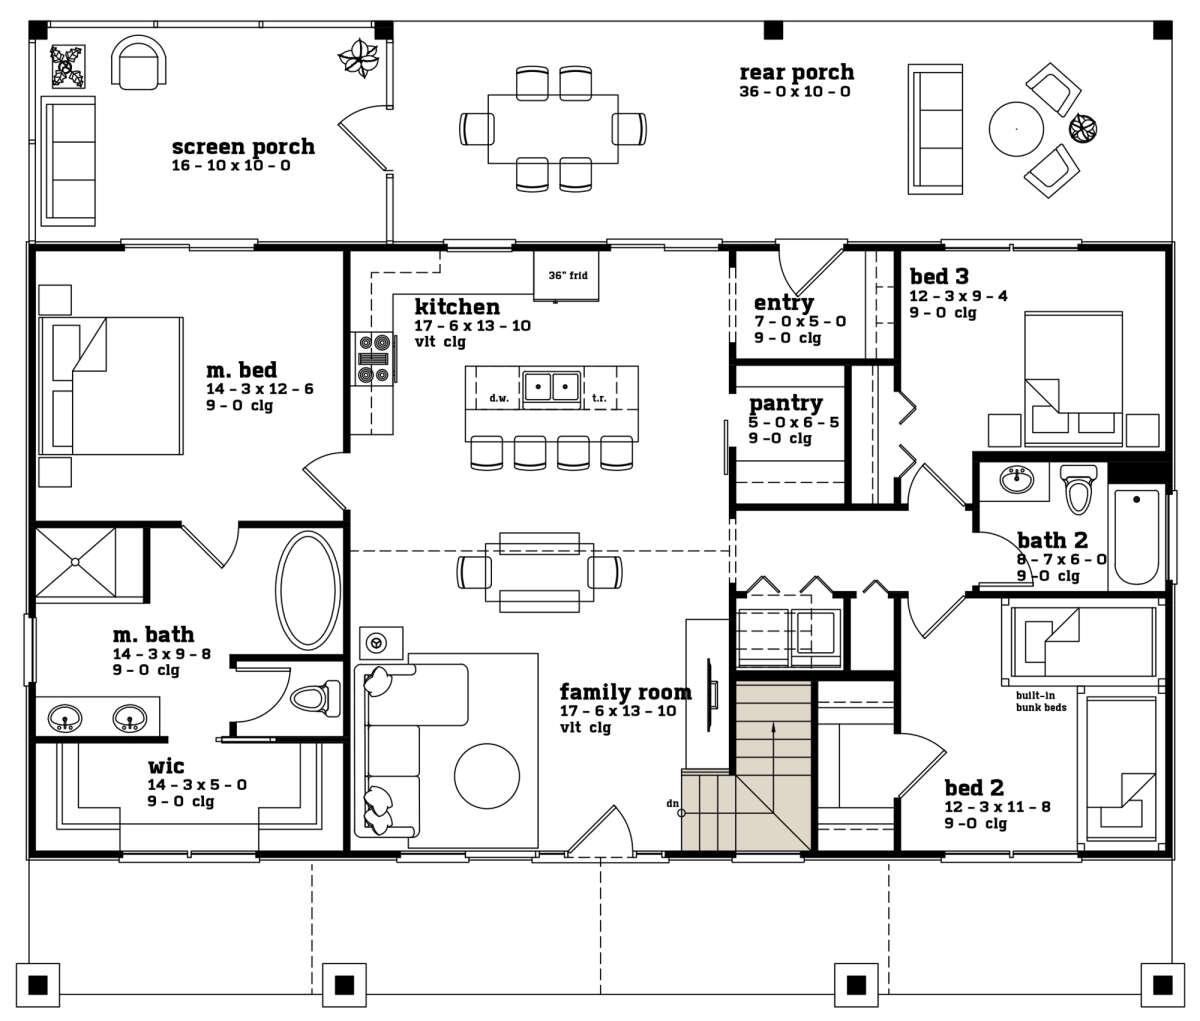 rear porch
36 - 0 x 10 - 0
screen porch
16 - 10 x 10 - 0
36" frid
bed 3
12 - 3 x 9 - 4
9 - 0 clg
kitchen
17 - 6 x 13 - 10
vlt clg
entry
7 - 0 x 5 - 0
9 - 0 clg
m. bed
14 - 3 x 12 - 6
9 - 0 clg
d.w.
t.r.
pantry
5 - 0 x 6 - 5
9 -0 clg
bath 2
8 - 7 x 6 - 0
9 -0 clg
m. bath
14 - 3 x 9 - 8
9 - 0 clg
family room
17 - 6 x 13 - 10
vlt clg
built-in
bunk beds
wic
14 - 3 x 5 - 0
9 - 0 clg
dn
bed 2
12 - 3 x 11 - 8
9 -0 clg